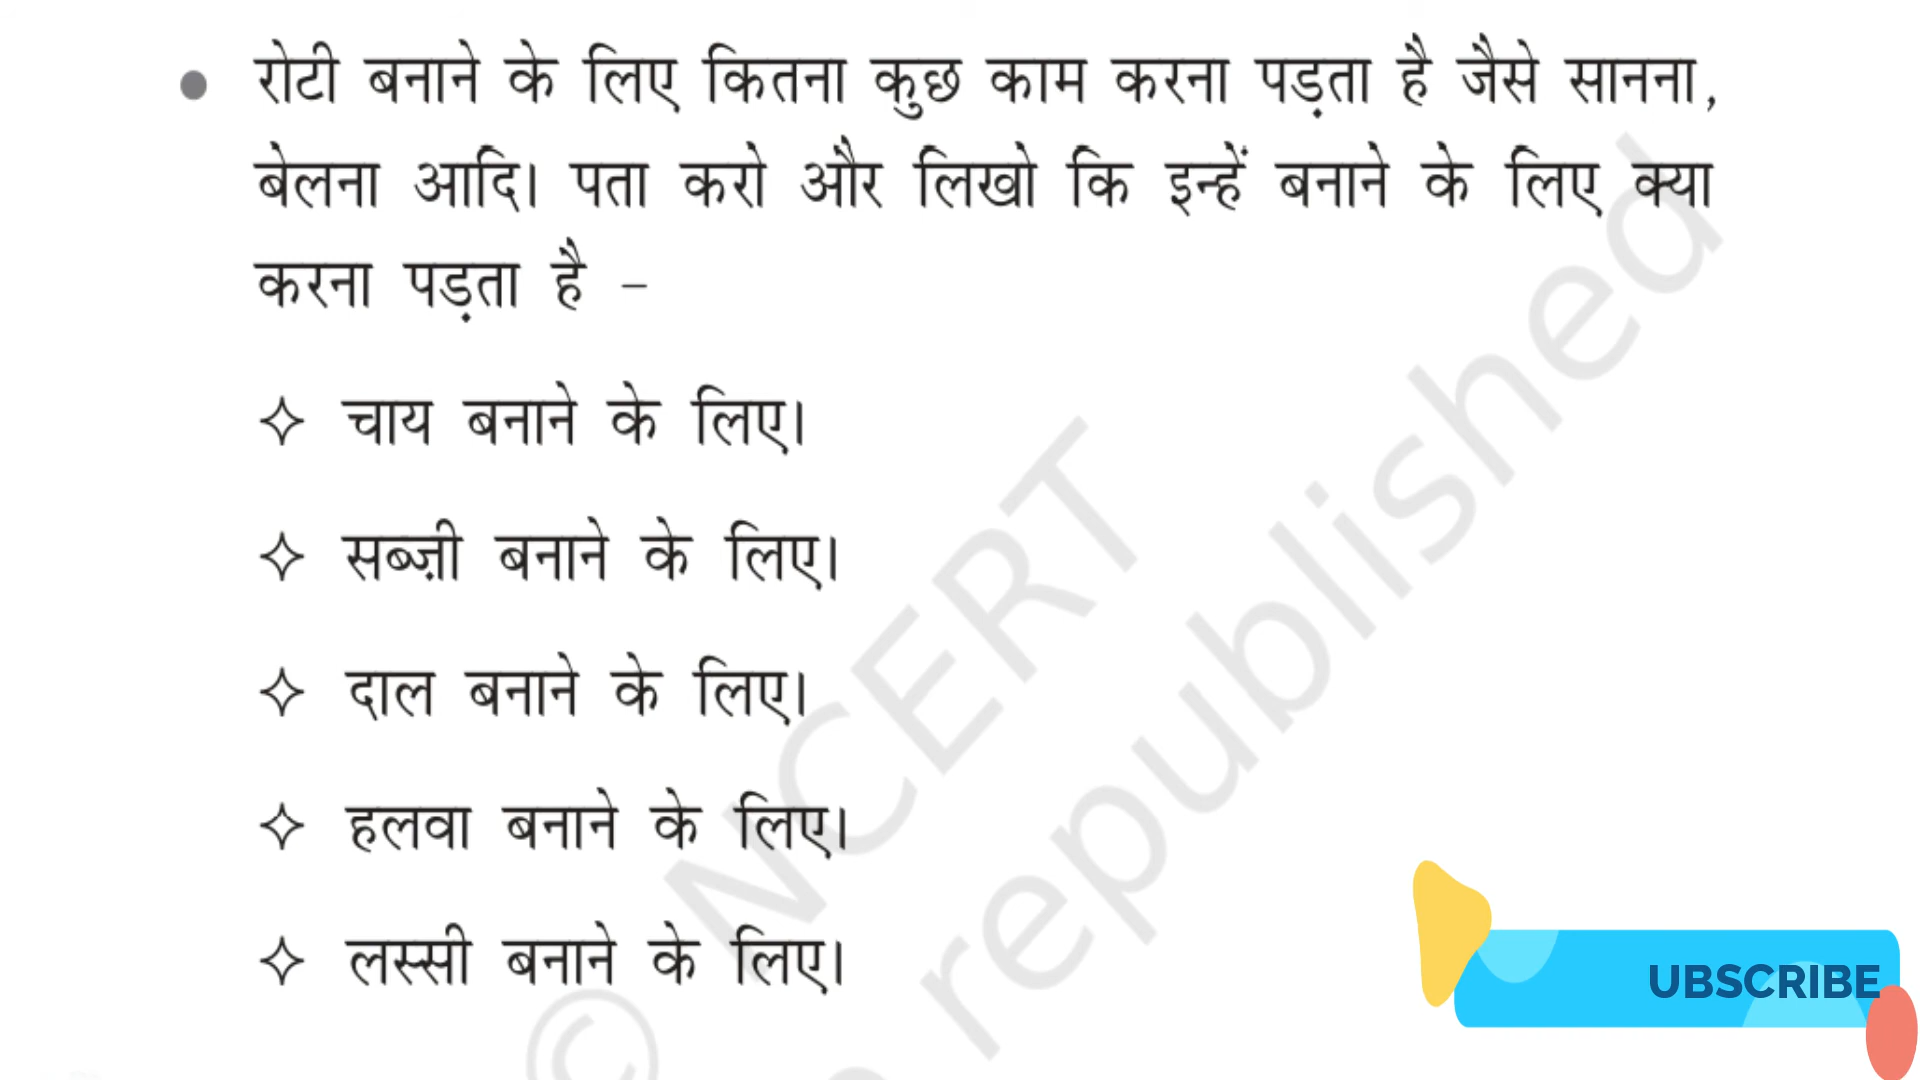 रोटी बनाने के लिए कितना कुछ काम करना पड़ता है जैसे सानना,
बेलना आदि। पता करो और लिखो कि इन्हें बनाने के लिए क्या
करना पड़ता है –
चाय बनाने के लिए।
सब्ज़ी बनाने के लिए।
दाल बनाने के लिए।
हलवा बनाने के लिए।
लस्सी बनाने के लिए।
© NCERT
republished
UBSCRIBE